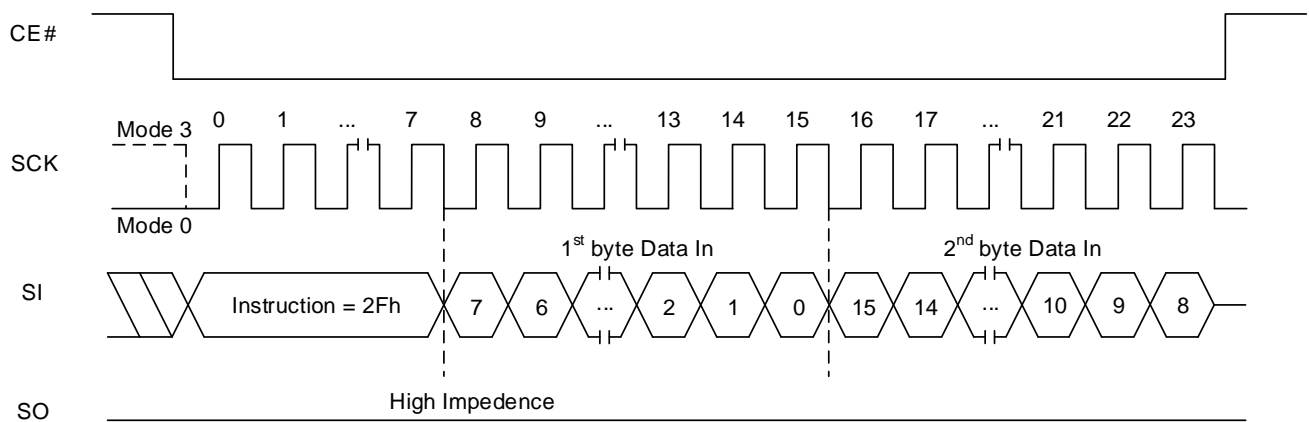 CE#
0 1 ... 7 8 9 ... 13 14 15 16 17 ... 21 22 23
Mode 3
SCK
Mode 0
1st byte Data In 2nd byte Data In
SI Instruction = 2Fh 7 6 ... 2 1 0 15 14 ... 10 9 8
High Impedence
SO